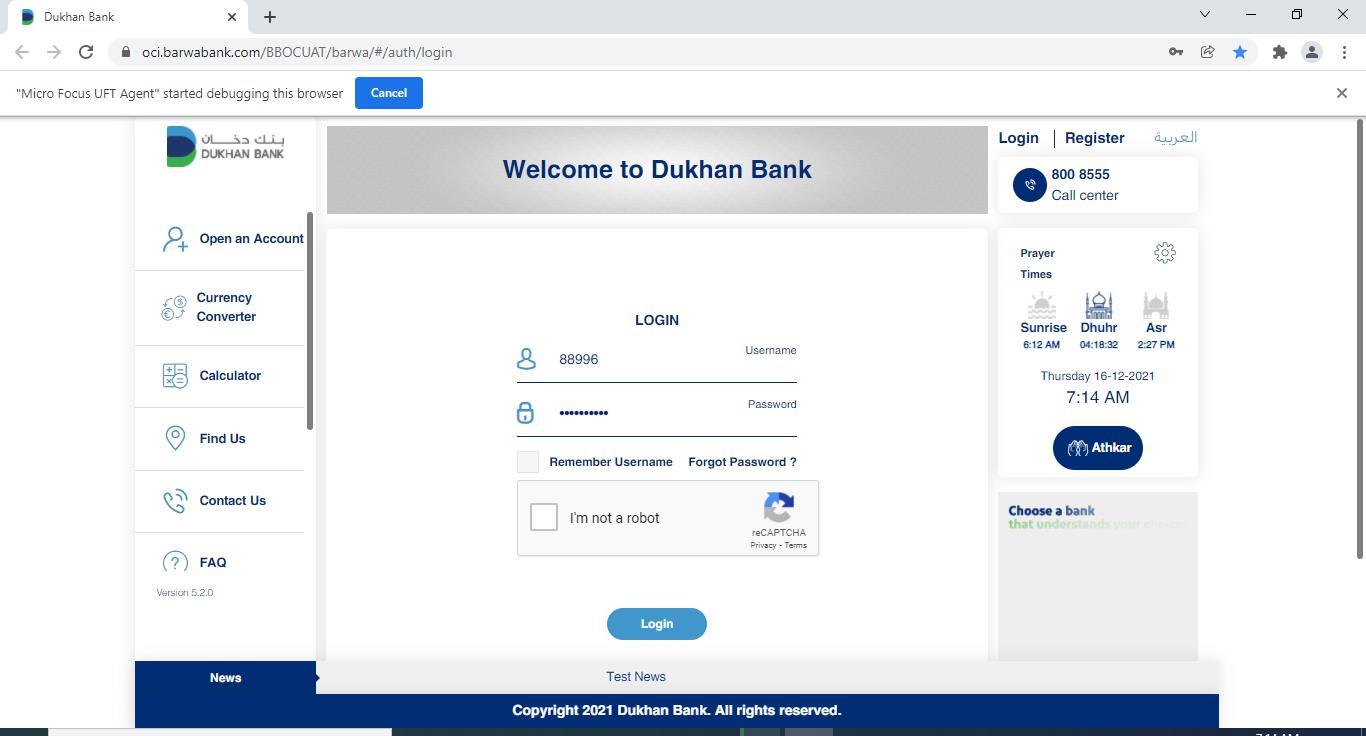 Dukhan Bank
oci.barwabank.com/BBOCUAT/barwa/#/auth/login
"Micro Focus UFT Agent" started debugging this browser
Cancel
بنك دخان
DUKHAN BANK
Open an Account
Currency
Converter
Calculator
Find Us
Contact Us
FAQ
Version 5.2.0
Welcome to Dukhan Bank
LOGIN
Username
88996
Password
••••••••••
Remember Username Forgot Password ?
I'm not a robot
reCAPTCHA
Privacy - Terms
Login
Login | Register العربية
800 8555
Call center
Prayer
Times
Sunrise Dhuhr Asr
6:12 AM 04:18:32 2:27 PM
Thursday 16-12-2021
7:14 AM
Athkar
Choose a bank
that understands your choices
News
Test News
Copyright 2021 Dukhan Bank. All rights reserved.